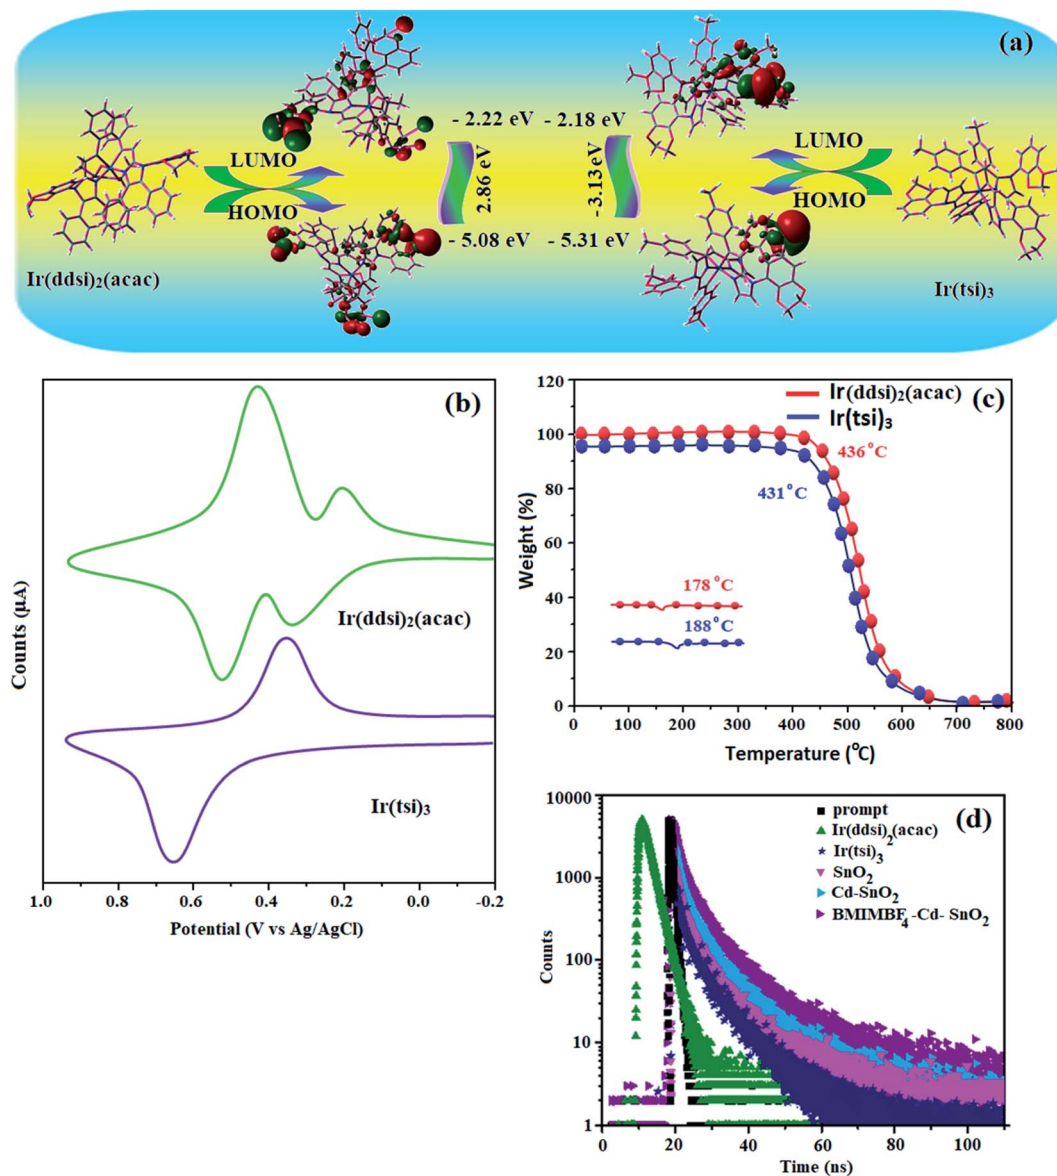 (a)
- 2.22 eV - 2.18 eV
LUMO
HOMO
2.86 eV
-3.13eV
LUMO
HOMO
- 5.08 eV - 5.31 eV
Ir(ddsi)2(acac)
Ir(tsi)3
(b)
Counts (µA)
Ir(ddsi)2(acac)
Ir(tsi)3
1.0 0.8 0.6 0.4 0.2 0.0 -0.2
Potential (V vs Ag/AgCl)
(c)
Ir(ddsi)2(acac)
Ir(tsi)3
436°C
431°C
178°C
188°C
120
100
80
60
40
20
0
Weight (%)
0 100 200 300 400 500 600 700 800
Temperature (°C)
(d)
prompt
Ir(ddsi)2(acac)
Ir(tsi)3
SnO2
Cd-SnO2
BMIMBF4-Cd- SnO2
10000
1000
100
10
1
Counts
0 20 40 60 80 100
Time (ns)